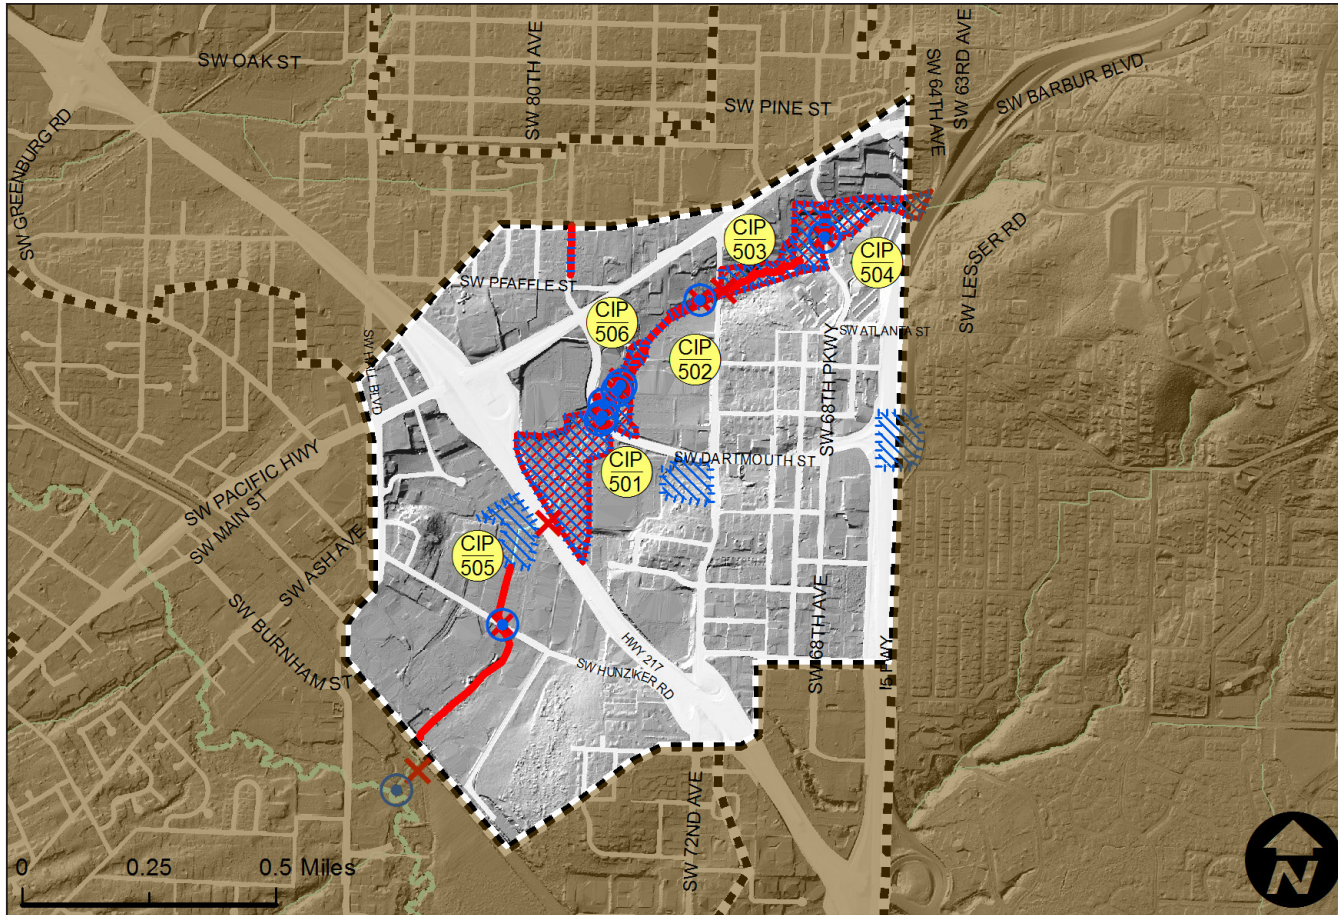 SW OAK ST
SW 80TH AVE
SW PINE ST
SW 64TH AVE
SW 63RD AVE
SW BARBUR BLVD,
SW GREENBURG RD
SW LESSER RD
CIP
503
CIP
504
SW PFAFFLE ST
CIP
506
SW ATLANTA ST
SW HALL BLVD
CIP
502
SW 68TH PKWY
SW PACIFIC HWY
SW DARTMOUTH ST
CIP
501
SW MAIN ST
SW ASH AVE
CIP
505
SW BURNHAM ST
HWY 217
SW HUNZIKER RD
SW 68TH AVE
I5 HWY
SW 72ND AVE
0 0.25 0.5 Miles
N